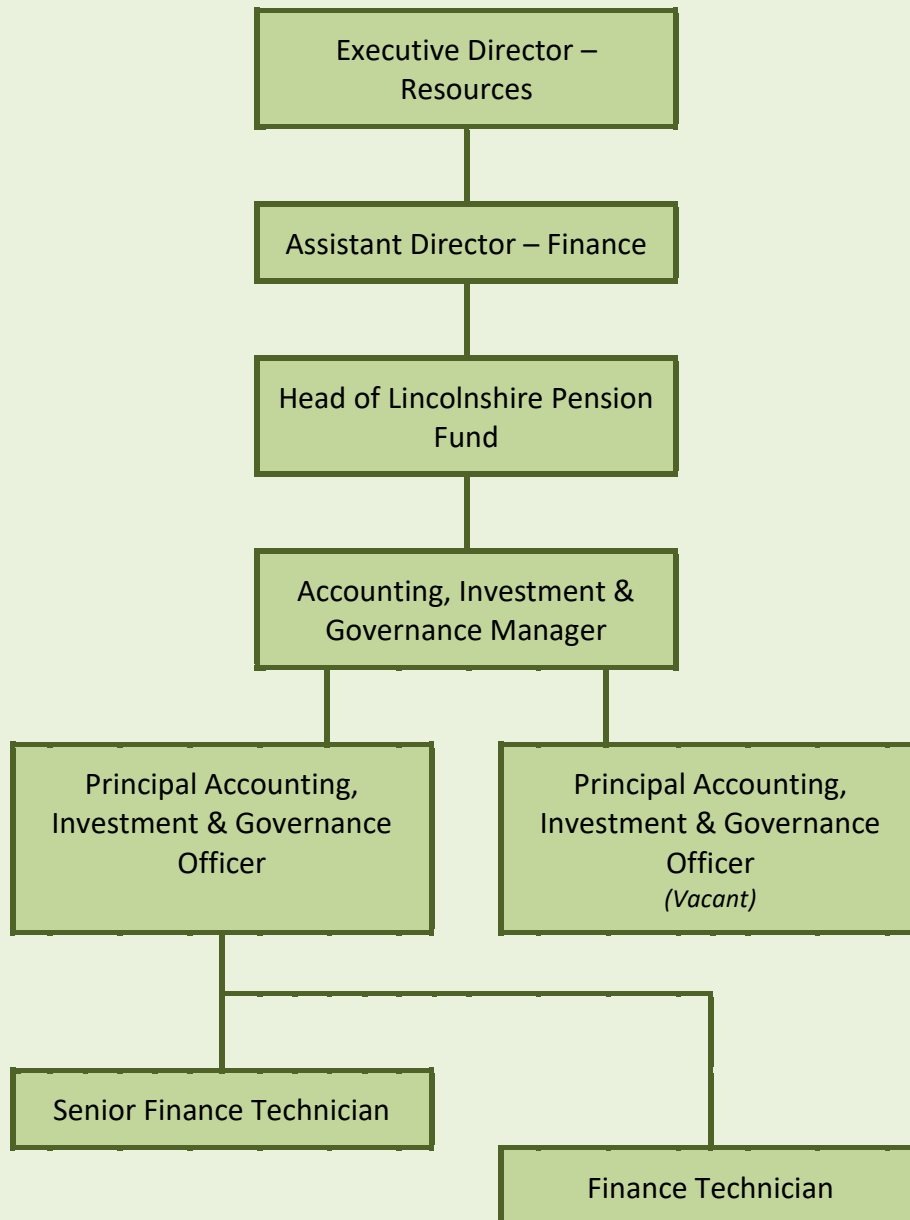 Executive Director –
Resources
Assistant Director – Finance
Head of Lincolnshire Pension
Fund
Accounting, Investment &
Governance Manager
Principal Accounting,
Investment & Governance
Officer
Principal Accounting,
Investment & Governance
Officer
(Vacant)
Senior Finance Technician
Finance Technician